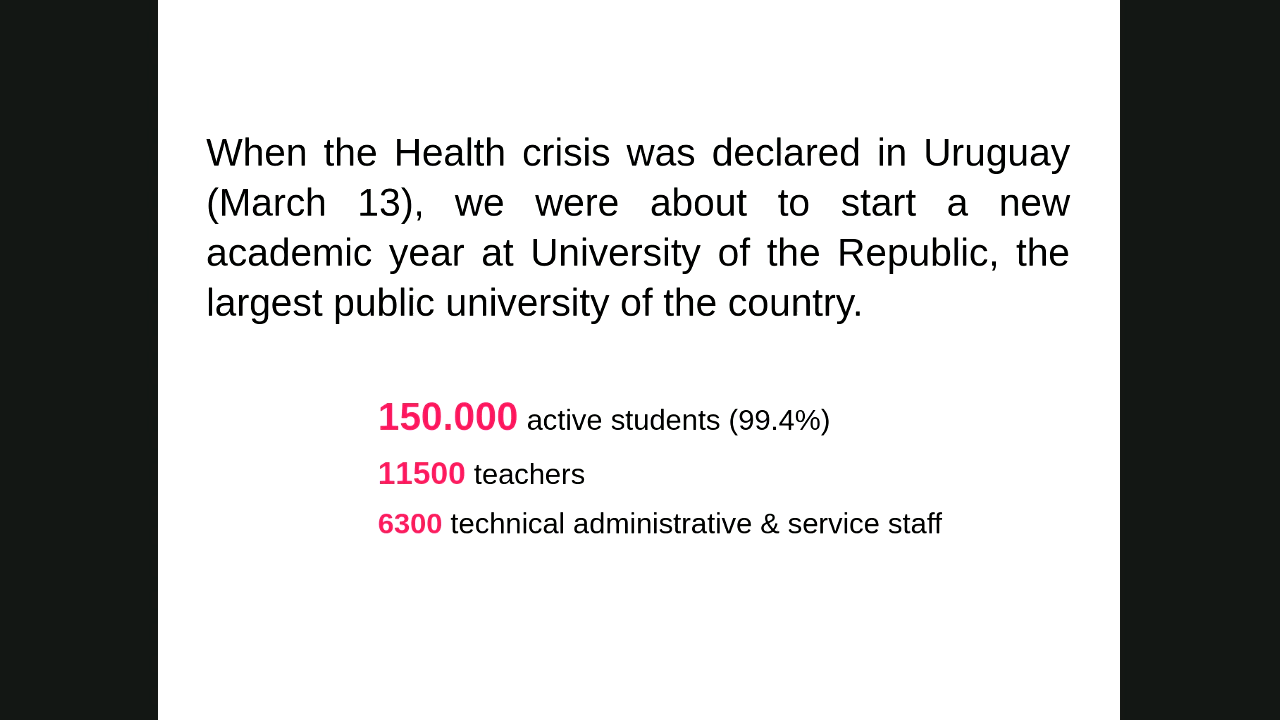 When the Health crisis was declared in Uruguay
(March 13), we were about to start a new
academic year at University of the Republic, the
largest public university of the country.
150.000 active students (99.4%)
11500 teachers
6300 technical administrative & service staff